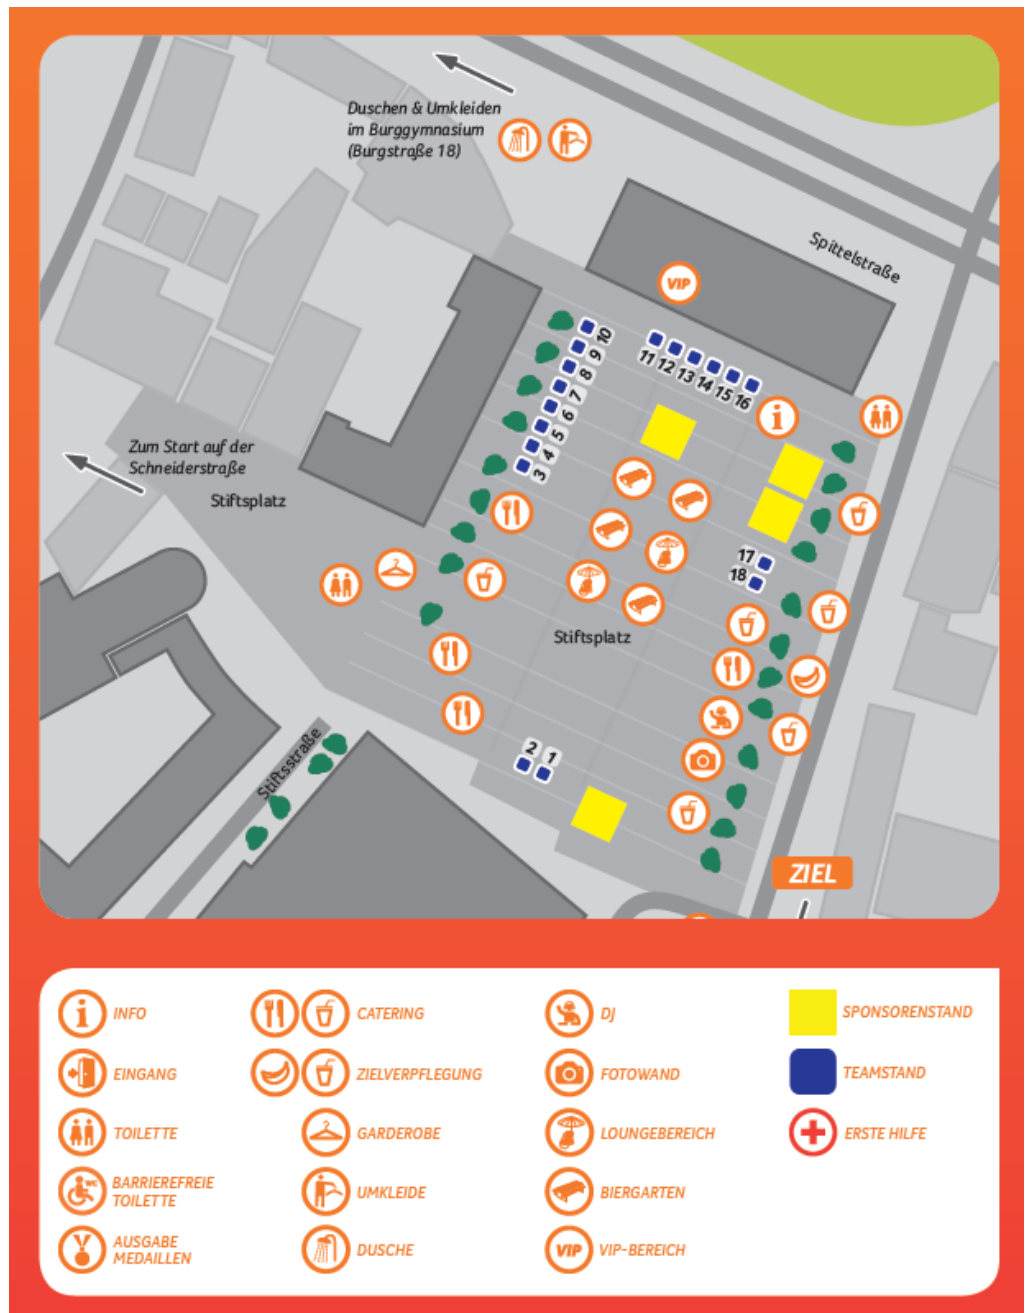 Duschen & Umkleiden
im Burggymnasium
(Burgstraße 18)
Spittelstraße
VIP
10
9
8
7
6
5
4
3
11
12
13
14
15
16
i
Zum Start auf der
Schneiderstraße
Stiftsplatz
17
18
Stiftsplatz
2
1
Stiftsstraße
ZIEL
i INFO
EINGANG
TOILETTE
WC
BARRIEREFREIE
TOILETTE
AUSGABE
MEDAILLEN
CATERING
ZIELVERPFLEGUNG
GARDEROBE
UMKLEIDE
DUSCHE
DJ
FOTOWAND
LOUNGEBEREICH
BIERGARTEN
VIP VIP-BEREICH
SPONSORENSTAND
TEAMSTAND
ERSTE HILFE